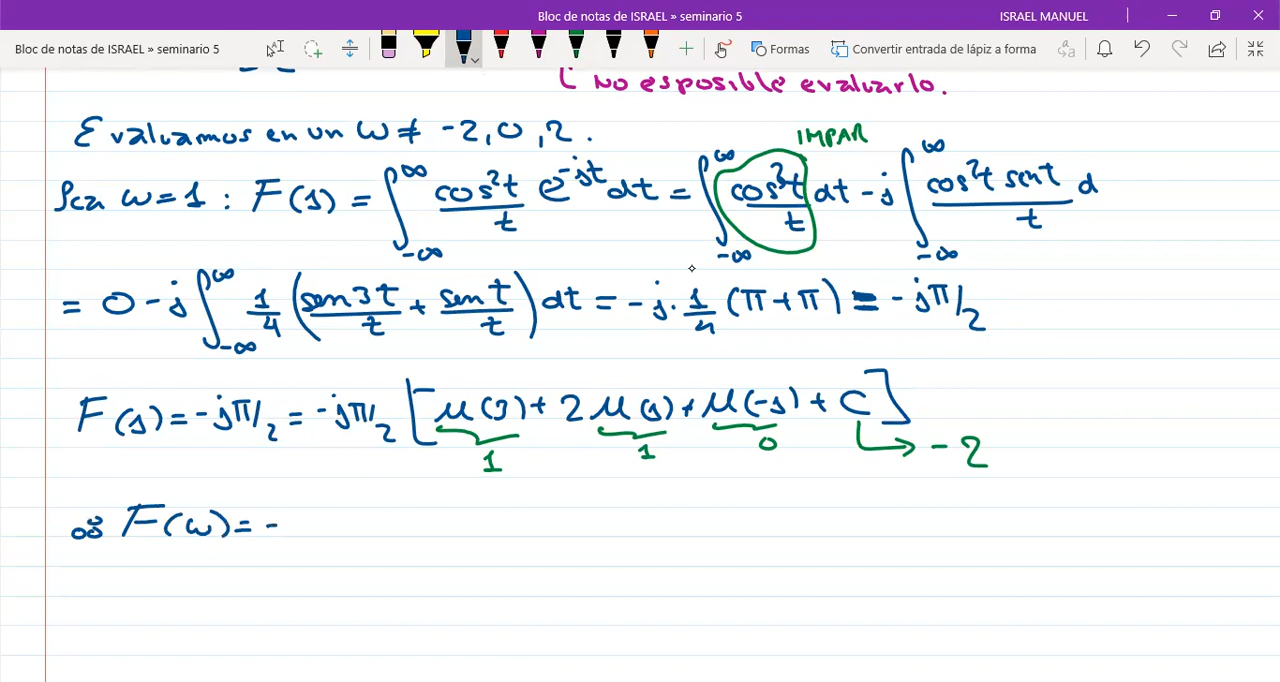 Bloc de notas de ISRAEL » seminario 5
ISRAEL MANUEL
Bloc de notas de ISRAEL » seminario 5
Formas
Convertir entrada de lápiz a forma
No esposible evaluarlo.
Evaluamos en un ω ≠ -2, 0, 2.
IMPAR
Sea ω = 1 : F(1) = ∫_{-∞}^{∞} cos²t/t e^{-jt} dt = ∫_{-∞}^{∞} cos³t/t dt - j ∫_{-∞}^{∞} cos²t sent/t d
= 0 - j ∫_{-∞}^{∞} 1/4 (sen3t/t + sent/t) dt = -j · 1/4 (π + π) = -jπ/2
F(1) = -jπ/2 = -jπ/2 [μ(3) + 2μ(1) + μ(-1) + C]
1 1 0 → -2
∴ F(ω) = -